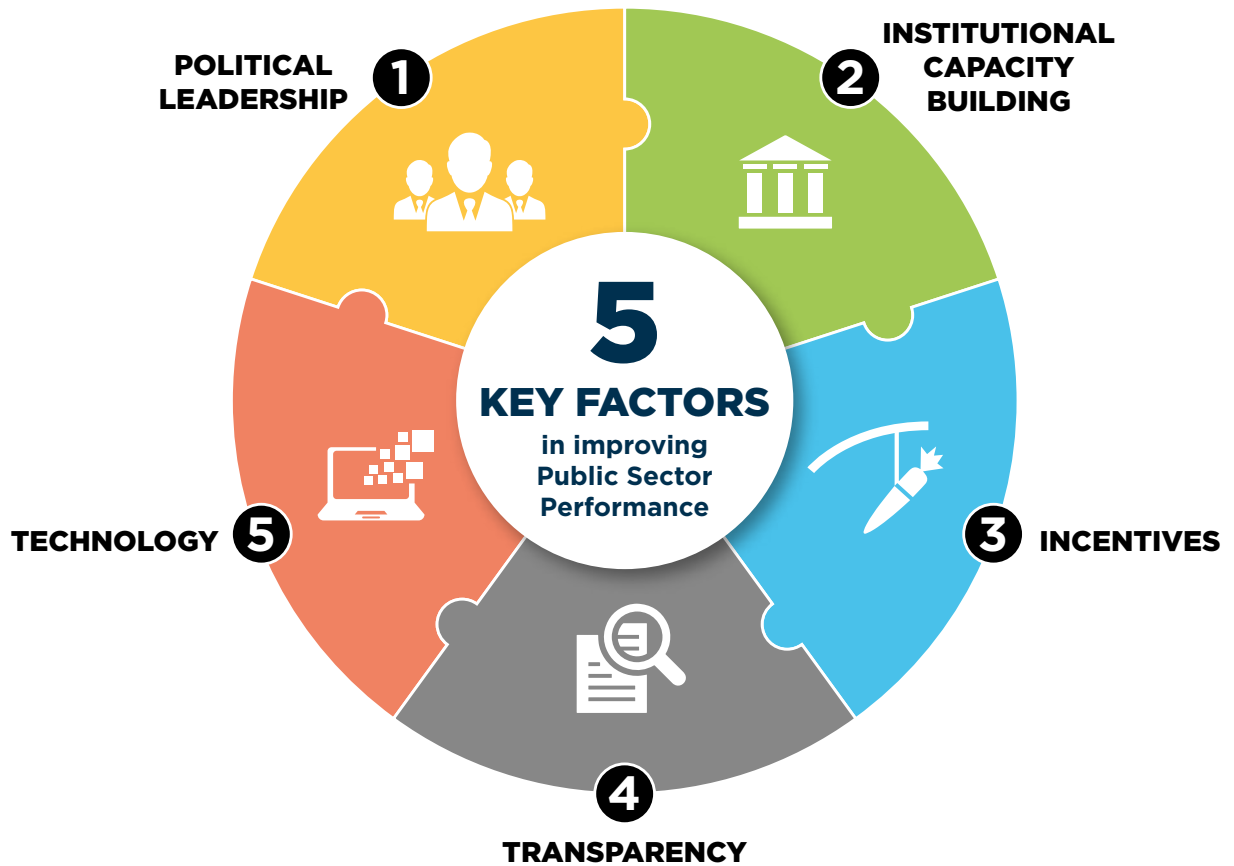 POLITICAL
LEADERSHIP
1
2
INSTITUTIONAL
CAPACITY
BUILDING
5
KEY FACTORS
in improving
Public Sector
Performance
3
INCENTIVES
4
TRANSPARENCY
TECHNOLOGY
5